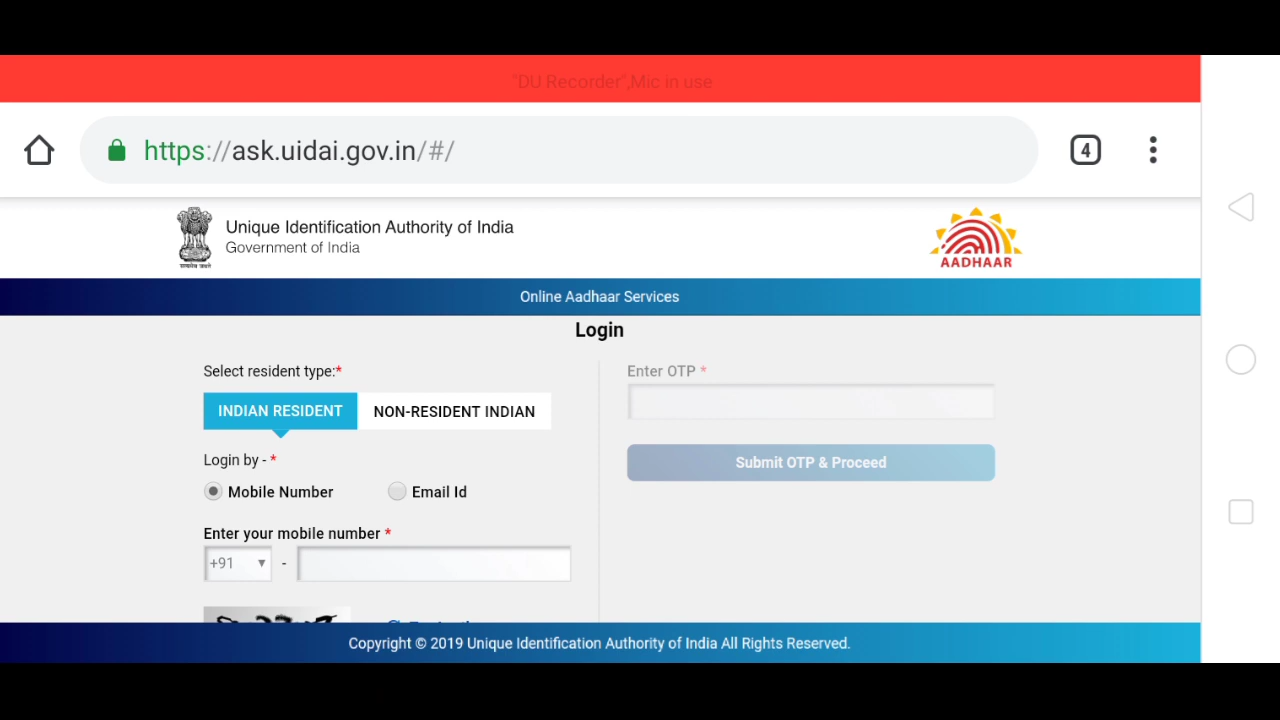 "DU Recorder",Mic in use
https://ask.uidai.gov.in/#/
4
Unique Identification Authority of India
Government of India
सत्यमेव जयते
AADHAAR
Online Aadhaar Services
Login
Select resident type:*
INDIAN RESIDENT
NON-RESIDENT INDIAN
Login by - *
Mobile Number
Email Id
Enter your mobile number *
+91 ▼ -
Enter OTP *
Submit OTP & Proceed
Copyright © 2019 Unique Identification Authority of India All Rights Reserved.